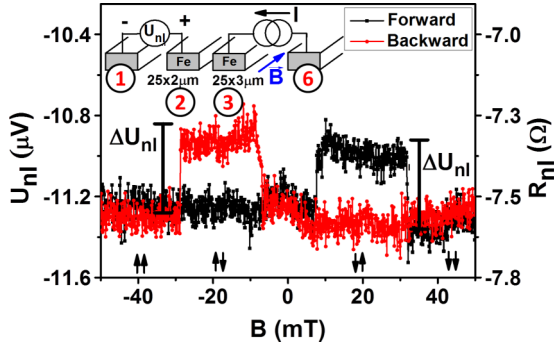 -10.4
-10.8
-11.2
-11.6
U_nl (μV)
-7.0
-7.3
-7.5
-7.8
R_nl (Ω)
-40 -20 0 20 40
B (mT)
Forward
Backward
- U_nl + I
Fe Fe
25x2μm 25x3μm B
1 2 3 6
ΔU_nl ΔU_nl